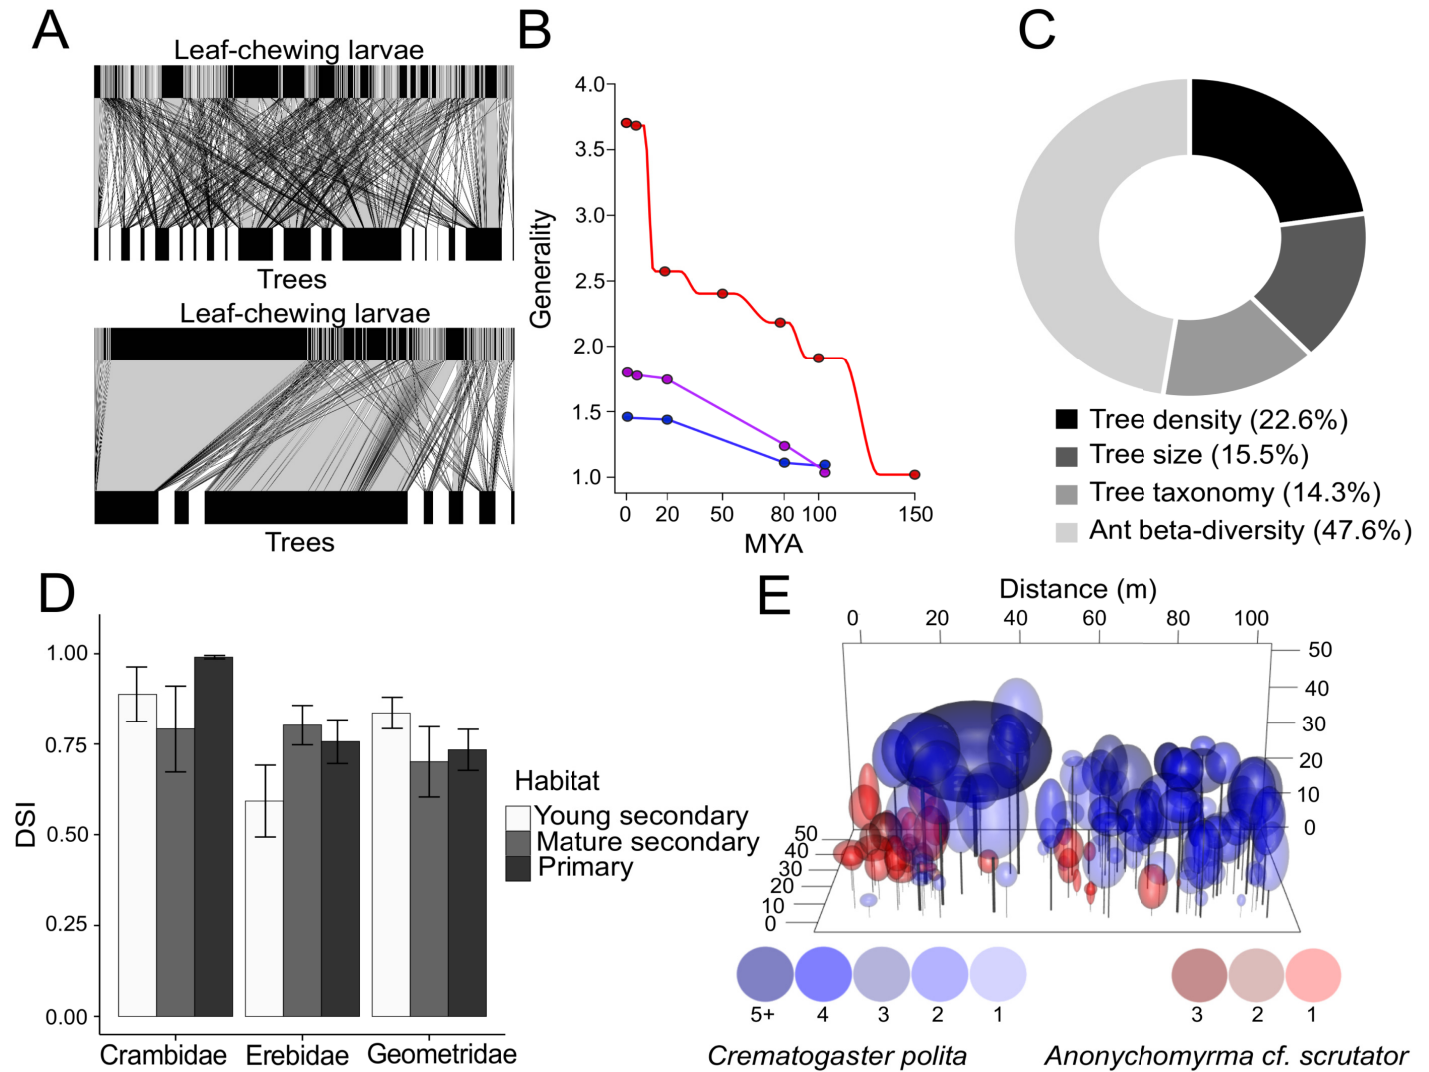 A
Leaf-chewing larvae
Trees
Leaf-chewing larvae
Trees
B
Generality
4.0
3.5
3.0
2.5
2.0
1.5
1.0
0 20 50 80 100 150
MYA
C
Tree density (22.6%)
Tree size (15.5%)
Tree taxonomy (14.3%)
Ant beta-diversity (47.6%)
D
DSI
1.00
0.75
0.50
0.25
0.00
Crambidae Erebidae Geometridae
Habitat
Young secondary
Mature secondary
Primary
E
Distance (m)
0 20 40 60 80 100
50
40
30
20
10
0
50
40
30
20
10
0
5+ 4 3 2 1
3 2 1
Crematogaster polita
Anonychomyrma cf. scrutator